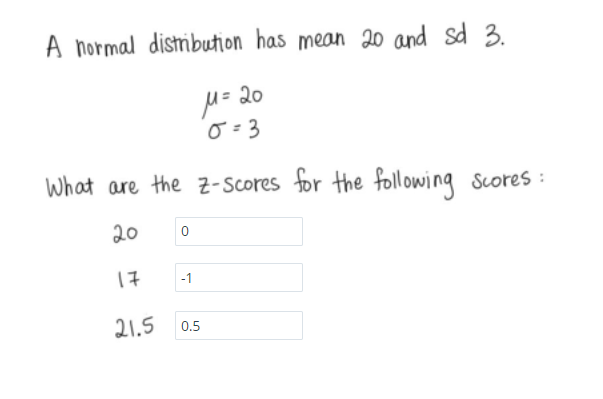 A normal distribution has mean 20 and sd 3.
μ = 20
σ = 3
What are the z-scores for the following scores :
20 0
17 -1
21.5 0.5